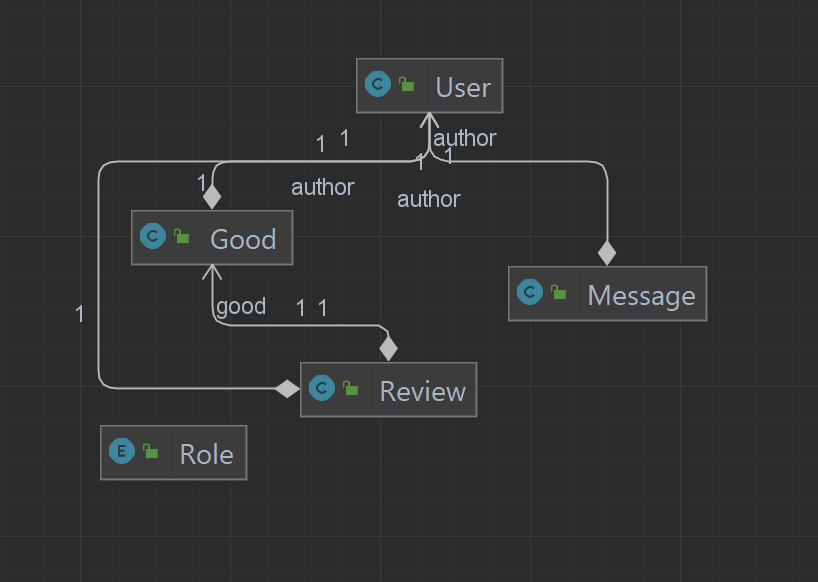 C User
author
1 1
1 1
1
author
author
C Good
C Message
good
1 1
1
C Review
E Role